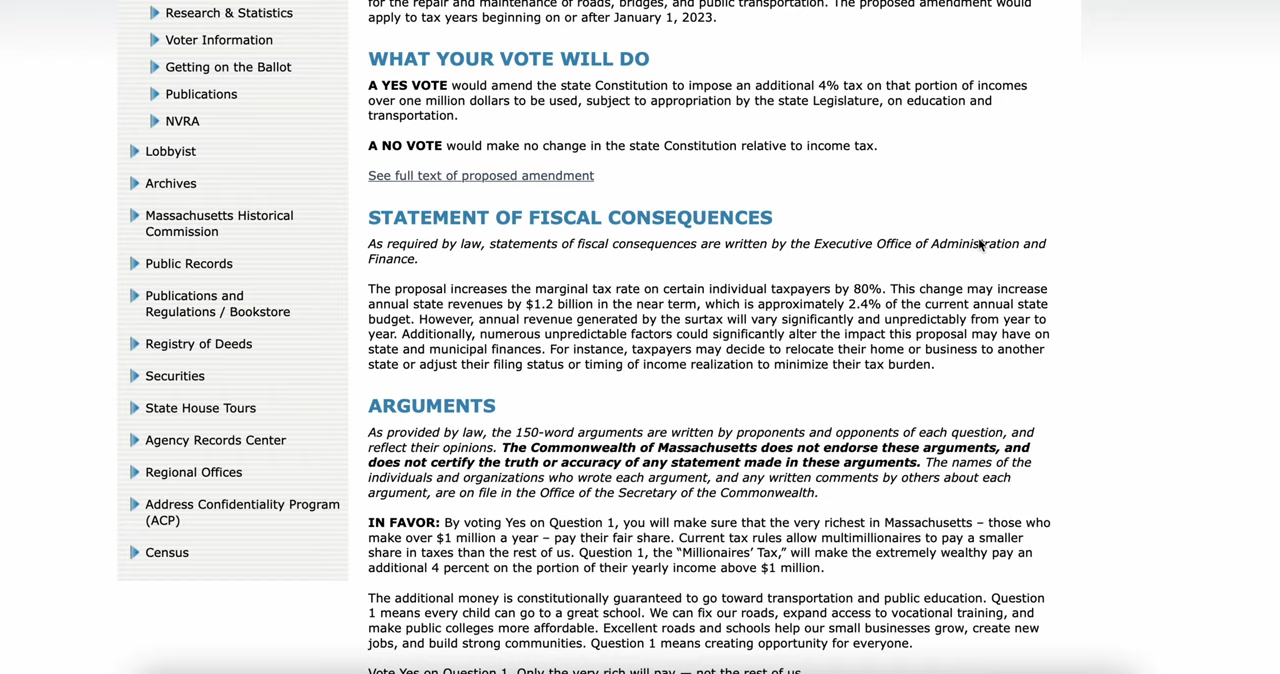 Research & Statistics
Voter Information
Getting on the Ballot
Publications
NVRA
Lobbyist
Archives
Massachusetts Historical
Commission
Public Records
Publications and
Regulations / Bookstore
Registry of Deeds
Securities
State House Tours
Agency Records Center
Regional Offices
Address Confidentiality Program
(ACP)
Census
for the repair and maintenance of roads, bridges, and public transportation. The proposed amendment would
apply to tax years beginning on or after January 1, 2023.
WHAT YOUR VOTE WILL DO
A YES VOTE would amend the state Constitution to impose an additional 4% tax on that portion of incomes
over one million dollars to be used, subject to appropriation by the state Legislature, on education and
transportation.
A NO VOTE would make no change in the state Constitution relative to income tax.
See full text of proposed amendment
STATEMENT OF FISCAL CONSEQUENCES
As required by law, statements of fiscal consequences are written by the Executive Office of Administration and
Finance.
The proposal increases the marginal tax rate on certain individual taxpayers by 80%. This change may increase
annual state revenues by $1.2 billion in the near term, which is approximately 2.4% of the current annual state
budget. However, annual revenue generated by the surtax will vary significantly and unpredictably from year to
year. Additionally, numerous unpredictable factors could significantly alter the impact this proposal may have on
state and municipal finances. For instance, taxpayers may decide to relocate their home or business to another
state or adjust their filing status or timing of income realization to minimize their tax burden.
ARGUMENTS
As provided by law, the 150-word arguments are written by proponents and opponents of each question, and
reflect their opinions. The Commonwealth of Massachusetts does not endorse these arguments, and
does not certify the truth or accuracy of any statement made in these arguments. The names of the
individuals and organizations who wrote each argument, and any written comments by others about each
argument, are on file in the Office of the Secretary of the Commonwealth.
IN FAVOR: By voting Yes on Question 1, you will make sure that the very richest in Massachusetts – those who
make over $1 million a year – pay their fair share. Current tax rules allow multimillionaires to pay a smaller
share in taxes than the rest of us. Question 1, the “Millionaires’ Tax,” will make the extremely wealthy pay an
additional 4 percent on the portion of their yearly income above $1 million.
The additional money is constitutionally guaranteed to go toward transportation and public education. Question
1 means every child can go to a great school. We can fix our roads, expand access to vocational training, and
make public colleges more affordable. Excellent roads and schools help our small businesses grow, create new
jobs, and build strong communities. Question 1 means creating opportunity for everyone.
Vote Yes on Question 1. Only the very rich will pay — not the rest of us.